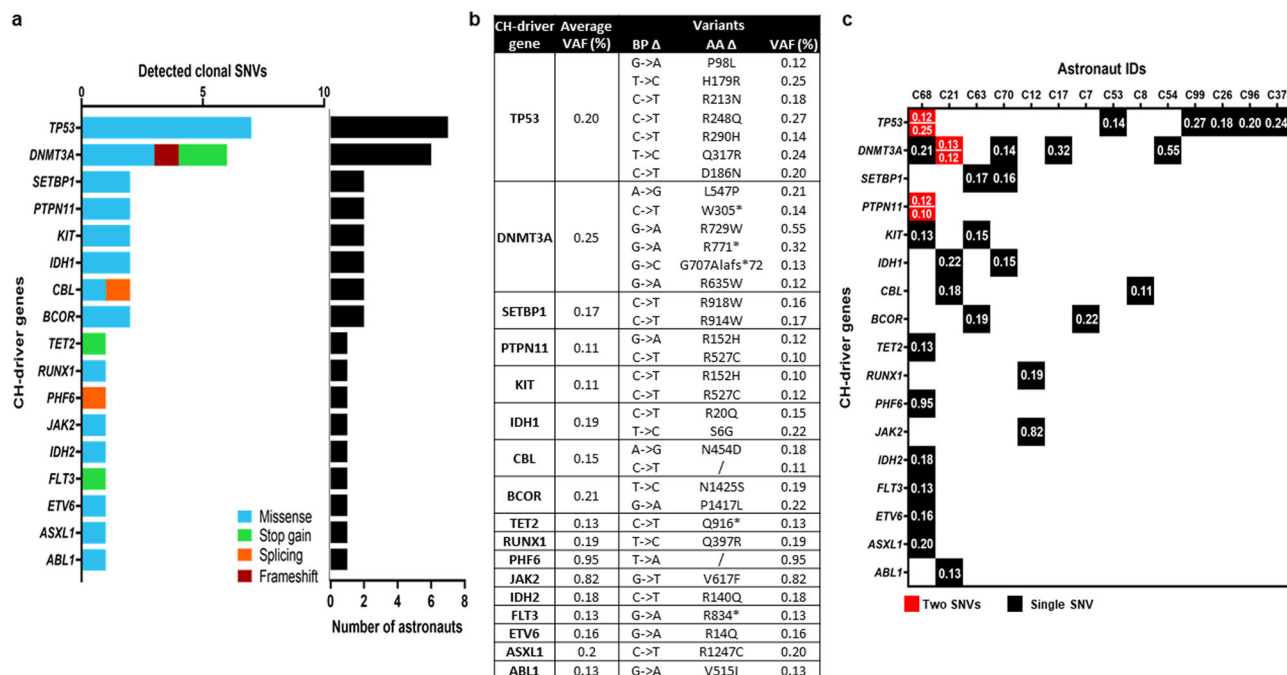 a
Detected clonal SNVs
0 5 10
TP53
DNMT3A
SETBP1
PTPN11
KIT
IDH1
CBL
BCOR
TET2
RUNX1
PHF6
JAK2
IDH2
FLT3
ETV6
ASXL1
ABL1
CH-driver genes
Missense
Stop gain
Splicing
Frameshift
0 2 4 6 8
Number of astronauts
b
CH-driver gene Average VAF (%) Variants
BP Δ AA Δ VAF (%)
TP53 0.20
G->A P98L 0.12
T->C H179R 0.25
C->T R213N 0.18
C->T R248Q 0.27
C->T R290H 0.14
T->C Q317R 0.24
C->T D186N 0.20
DNMT3A 0.25
A->G L547P 0.21
C->T W305* 0.14
G->A R729W 0.55
G->A R771* 0.32
G->C G707Alafs*72 0.13
G->A R635W 0.12
SETBP1 0.17
C->T R918W 0.16
C->T R914W 0.17
PTPN11 0.11
G->A R152H 0.12
C->T R527C 0.10
KIT 0.11
C->T R152H 0.10
C->T R527C 0.12
IDH1 0.19
C->T R20Q 0.15
T->C S6G 0.22
CBL 0.15
A->G N454D 0.18
C->T / 0.11
BCOR 0.21
T->C N1425S 0.19
G->A P1417L 0.22
TET2 0.13 C->T Q916* 0.13
RUNX1 0.19 T->C Q397R 0.19
PHF6 0.95 T->A / 0.95
JAK2 0.82 G->T V617F 0.82
IDH2 0.18 C->T R140Q 0.18
FLT3 0.13 G->A R834* 0.13
ETV6 0.16 G->A R14Q 0.16
ASXL1 0.2 C->T R1247C 0.20
ABL1 0.13 G->A V515I 0.13
c
Astronaut IDs
C68 C21 C63 C70 C12 C17 C7 C53 C8 C54 C99 C26 C96 C37
TP53 0.12 0.25 0.14 0.27 0.18 0.20 0.24
DNMT3A 0.21 0.13 0.12 0.14 0.32 0.55
SETBP1 0.17 0.16
PTPN11 0.12 0.10
KIT 0.13 0.15
IDH1 0.22 0.15
CBL 0.18 0.11
BCOR 0.19 0.22
TET2 0.13
RUNX1 0.19
PHF6 0.95
JAK2 0.82
IDH2 0.18
FLT3 0.13
ETV6 0.16
ASXL1 0.20
ABL1 0.13
CH-driver genes
Two SNVs
Single SNV